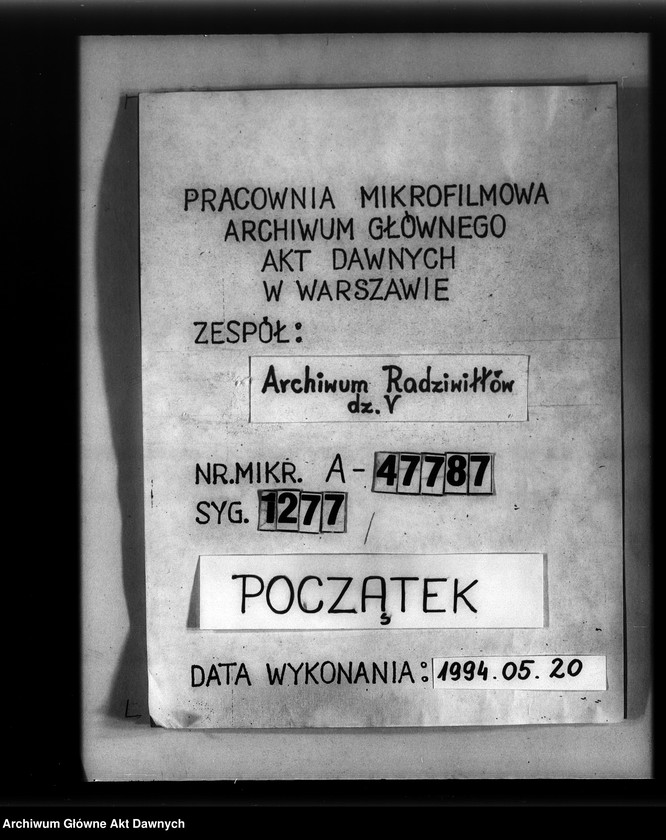 PRACOWNIA MIKROFILMOWA
ARCHIWUM GŁÓWNEGO
AKT DAWNYCH
W WARSZAWIE
ZESPÓŁ:
Archiwum Radziwiłłów
dz. V
NR.MIKR. A-47787
SYG. 1277
POCZĄTEK
DATA WYKONANIA: 1994.05.20
Archiwum Główne Akt Dawnych